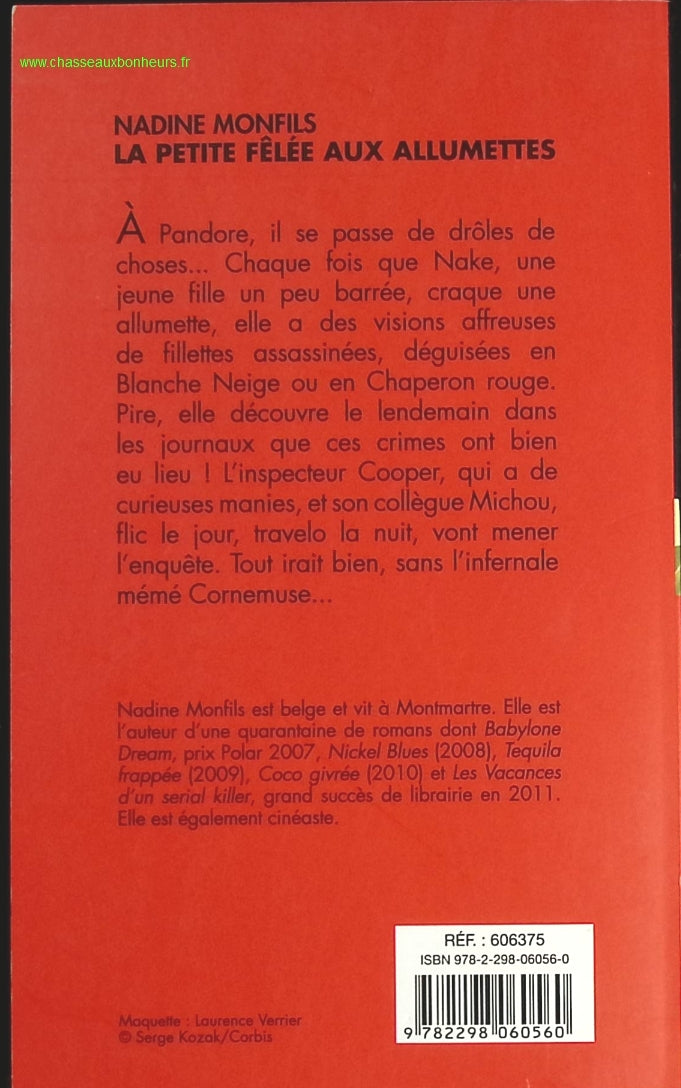 www.chasseauxbonheurs.fr
NADINE MONFILS
LA PETITE FÊLÉE AUX ALLUMETTES
À Pandore, il se passe de drôles de
choses... Chaque fois que Nake, une
jeune fille un peu barrée, craque une
allumette, elle a des visions affreuses
de fillettes assassinées, déguisées en
Blanche Neige ou en Chaperon rouge.
Pire, elle découvre le lendemain dans
les journaux que ces crimes ont bien
eu lieu ! L'inspecteur Cooper, qui a de
curieuses manies, et son collègue Michou,
flic le jour, travelo la nuit, vont mener
l'enquête. Tout irait bien, sans l'infernale
mémé Cornemuse...
Nadine Monfils est belge et vit à Montmartre. Elle est
l'auteur d'une quarantaine de romans dont Babylone
Dream, prix Polar 2007, Nickel Blues (2008), Tequila
frappée (2009), Coco givrée (2010) et Les Vacances
d'un serial killer, grand succès de librairie en 2011.
Elle est également cinéaste.
RÉF. : 606375
ISBN 978-2-298-06056-0
9 782298 060560
Maquette : Laurence Verrier
© Serge Kozak/Corbis